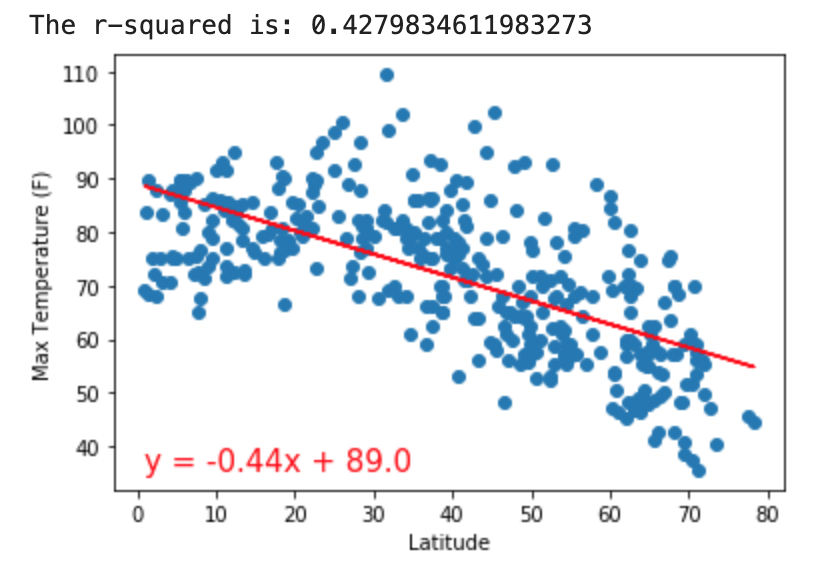 The r-squared is: 0.4279834611983273
110
100
90
80
70
60
50
40
Max Temperature (F)
y = -0.44x + 89.0
0 10 20 30 40 50 60 70 80
Latitude